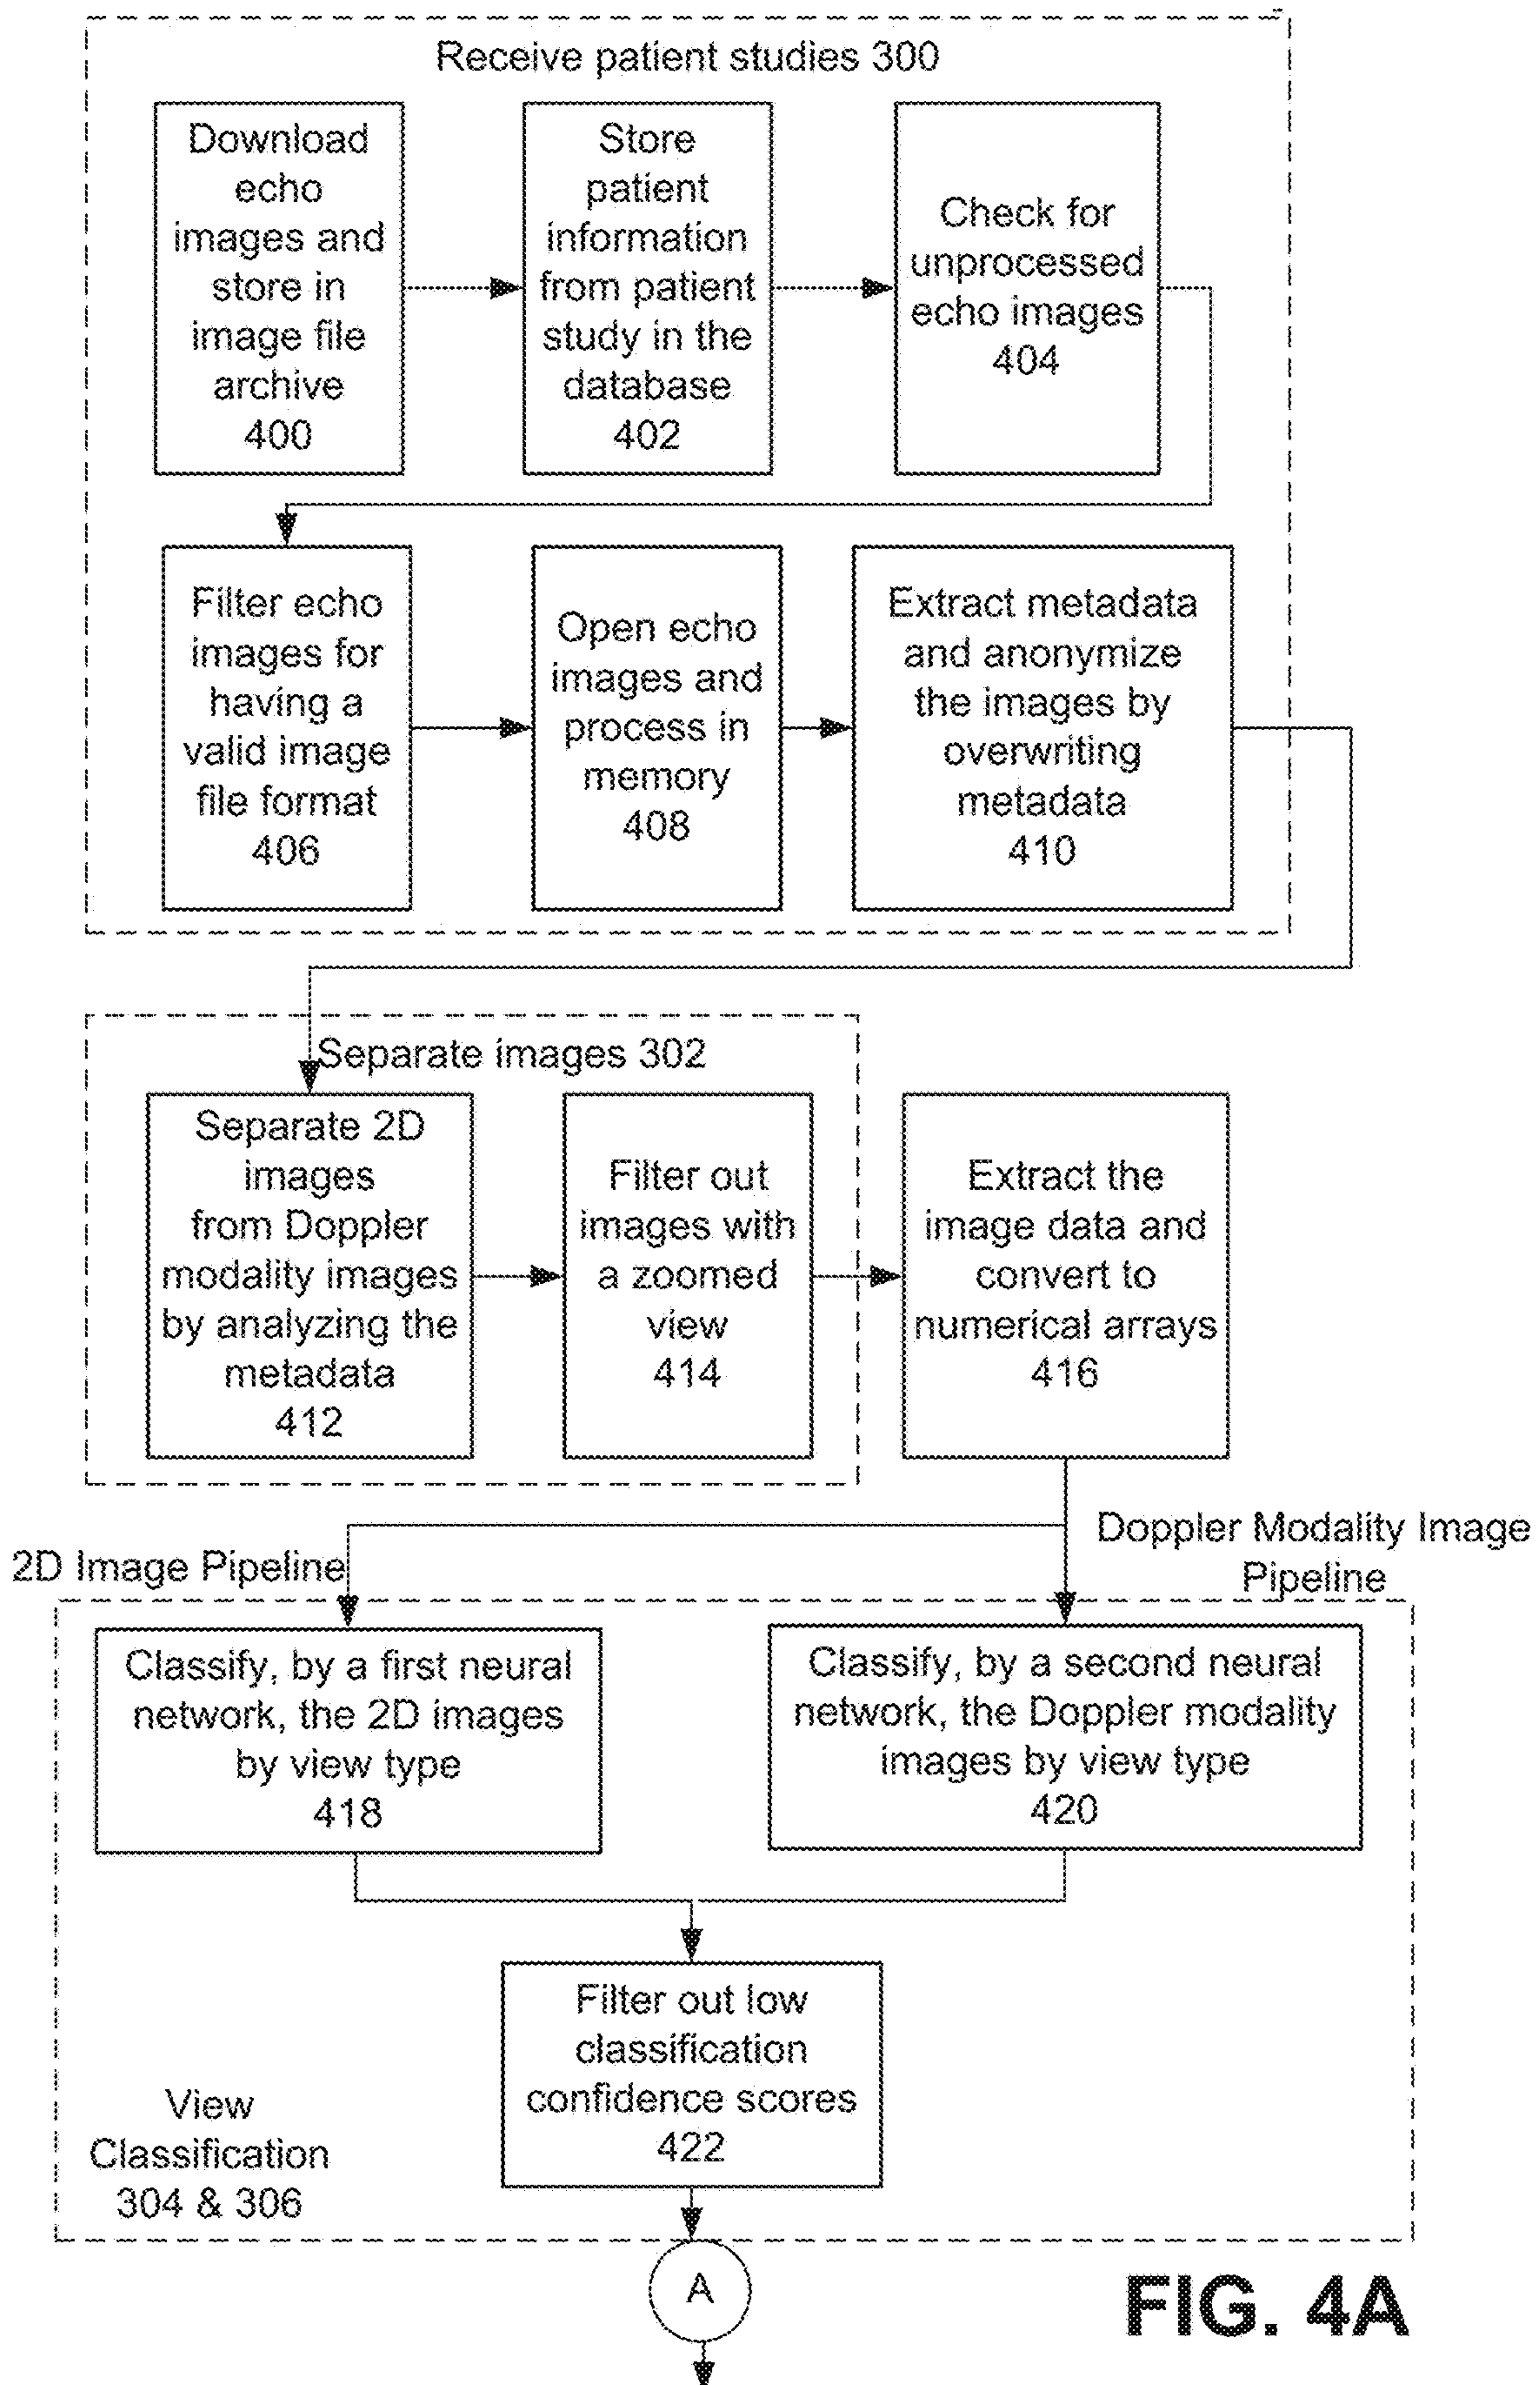 Receive patient studies 300
Download
echo
images and
store in
image file
archive
400
Store
patient
information
from patient
study in the
database
402
Check for
unprocessed
echo images
404
Filter echo
images for
having a
valid image
file format
406
Open echo
images and
process in
memory
408
Extract metadata
and anonymize
the images by
overwriting
metadata
410
Separate images 302
Separate 2D
images
from Doppler
modality images
by analyzing the
metadata
412
Filter out
images with
a zoomed
view
414
Extract the
image data and
convert to
numerical arrays
416
2D Image Pipeline
Doppler Modality Image
Pipeline
Classify, by a first neural
network, the 2D images
by view type
418
Classify, by a second neural
network, the Doppler modality
images by view type
420
Filter out low
classification
confidence scores
422
View
Classification
304 & 306
A
FIG. 4A